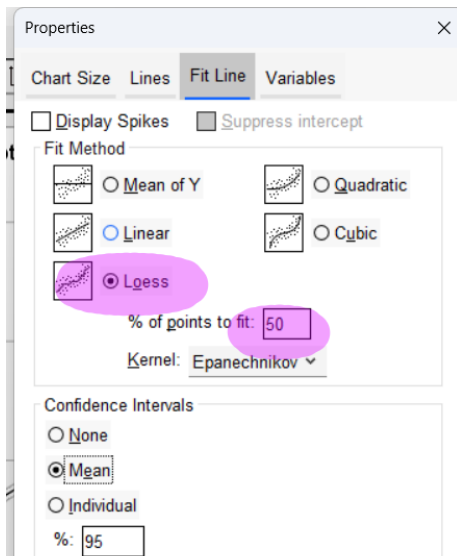 Properties
Chart Size Lines Fit Line Variables
Display Spikes Suppress intercept
Fit Method
Mean of Y Quadratic
Linear Cubic
Loess
% of points to fit: 50
Kernel: Epanechnikov
Confidence Intervals
None
Mean
Individual
%: 95